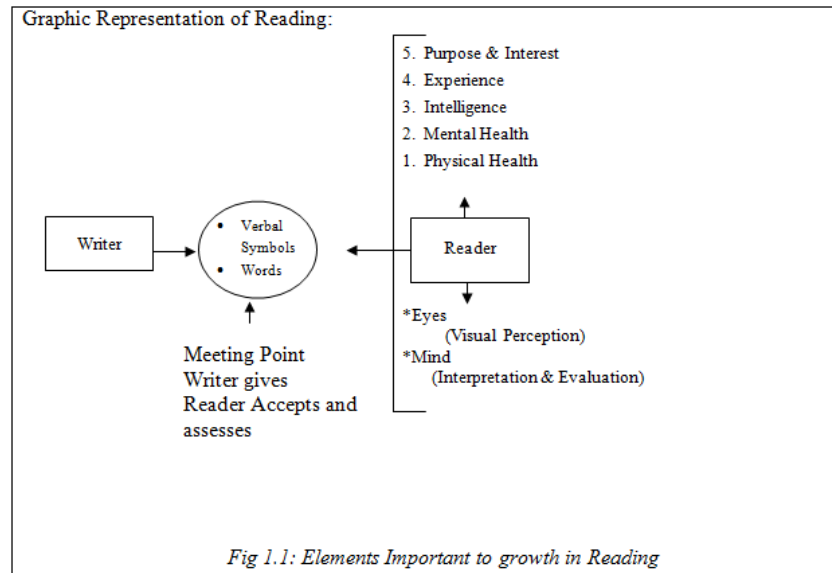 Graphic Representation of Reading:
5. Purpose & Interest
4. Experience
3. Intelligence
2. Mental Health
1. Physical Health
Writer
• Verbal
Symbols
• Words
Reader
*Eyes
(Visual Perception)
*Mind
(Interpretation & Evaluation)
Meeting Point
Writer gives
Reader Accepts and
assesses
Fig 1.1: Elements Important to growth in Reading